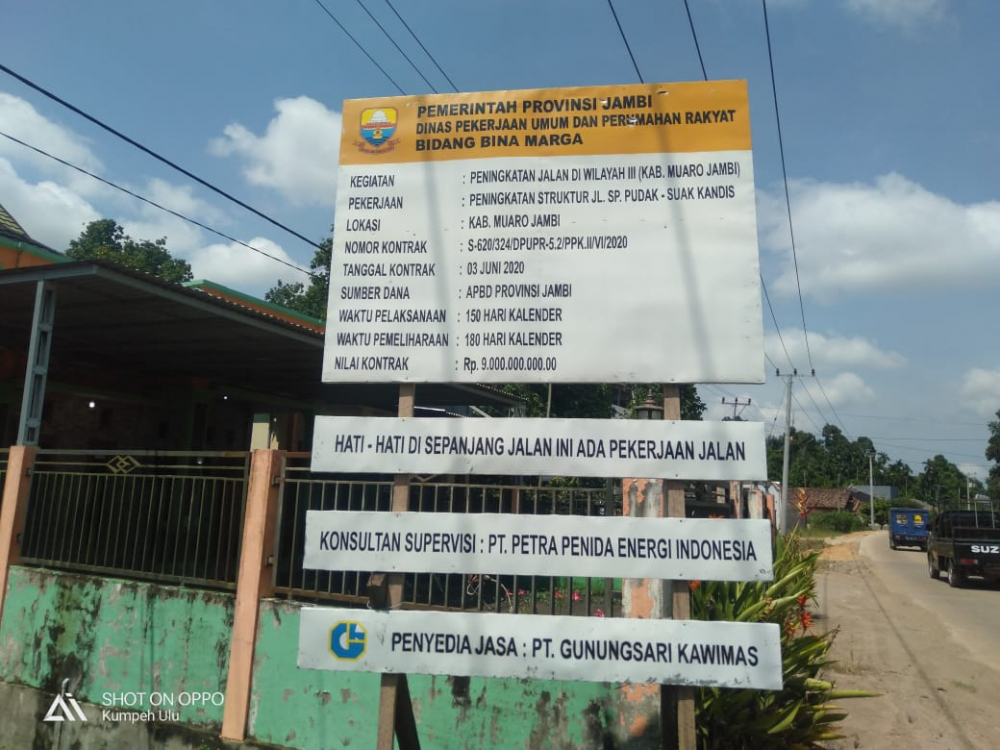 PEMERINTAH PROVINSI JAMBI
DINAS PEKERJAAN UMUM DAN PERUMAHAN RAKYAT
BIDANG BINA MARGA
KEGIATAN : PENINGKATAN JALAN DI WILAYAH III (KAB. MUARO JAMBI)
PEKERJAAN : PENINGKATAN STRUKTUR JL. SP. PUDAK - SUAK KANDIS
LOKASI : KAB. MUARO JAMBI
NOMOR KONTRAK : S-620/324/DPUPR-5.2/PPK.II/VI/2020
TANGGAL KONTRAK : 03 JUNI 2020
SUMBER DANA : APBD PROVINSI JAMBI
WAKTU PELAKSANAAN : 150 HARI KALENDER
WAKTU PEMELIHARAAN : 180 HARI KALENDER
NILAI KONTRAK : Rp. 9.000.000.000.00
HATI - HATI DI SEPANJANG JALAN INI ADA PEKERJAAN JALAN
KONSULTAN SUPERVISI : PT. PETRA PENIDA ENERGI INDONESIA
PENYEDIA JASA : PT. GUNUNGSARI KAWIMAS
SUZ
SHOT ON OPPO
Kumpeh Ulu